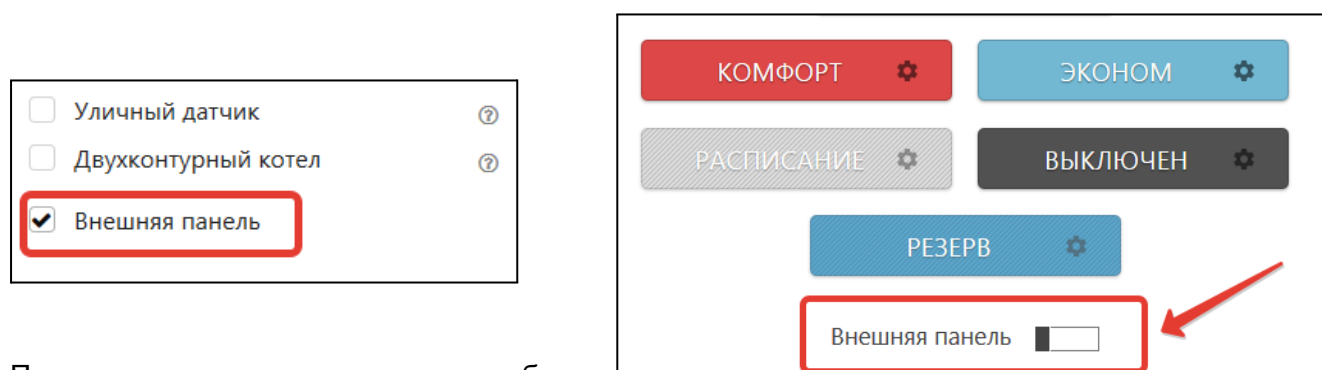 Уличный датчик
Двухконтурный котел
Внешняя панель
КОМФОРТ
ЭКОНОМ
РАСПИСАНИЕ
ВЫКЛЮЧЕН
РЕЗЕРВ
Внешняя панель